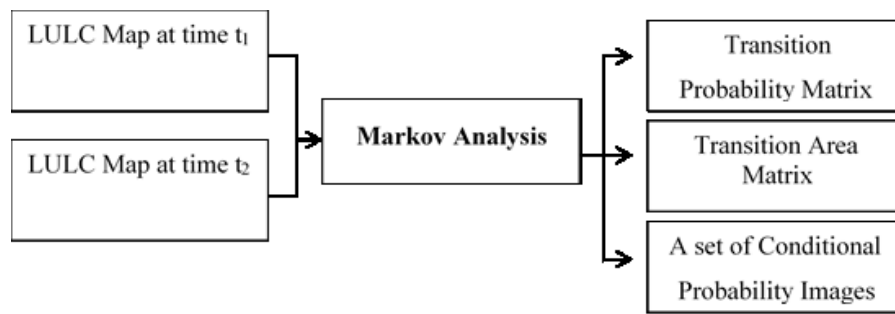 LULC Map at time t₁
LULC Map at time t₂
Markov Analysis
Transition
Probability Matrix
Transition Area
Matrix
A set of Conditional
Probability Images